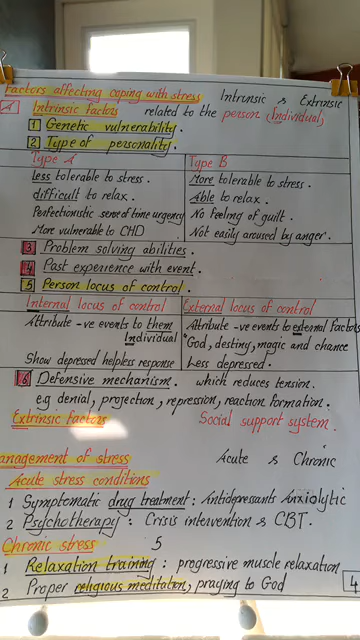 Factors affecting coping with stress Intrinsic & Extrinsic
A Intrinsic Factors related to the person Individual
1 Genetic vulnerability.
2 Type of personality.
Type A Type B
Less tolerable to stress. More tolerable to stress.
difficult to relax. Able to relax.
Perfectionistic sense of time urgency No feeling of guilt.
More vulnerable to CHD Not easily aroused by anger.
3 Problem solving abilities.
4 Past experience with event.
5 Person locus of control.
Internal locus of control External locus of control
Attribute -ve events to them Attribute -ve events to external factors
Individual "God, destiny, magic and chance
Show depressed helpless response Less depressed.
6 Defensive mechanism. which reduces tension.
e.g denial, projection, repression, reaction formation.
Extrinsic Factors Social support system.
anagement of stress Acute & Chronic
Acute stress conditions
1 Symptomatic drug treatment: Antidepressants Anxiolytic
2 Psychotherapy: Crisis intervention & CBT.
Chronic stress 5
1 Relaxation training: progressive muscle relaxation
2 Proper religious meditation, praying to God
4